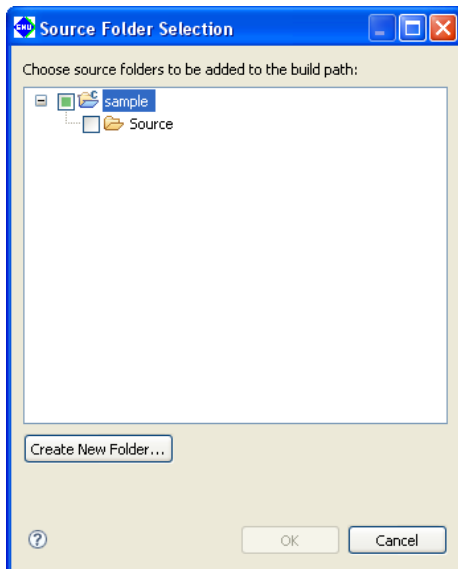 GNU Source Folder Selection
Choose source folders to be added to the build path:
C sample
Source
Create New Folder...
?
OK
Cancel